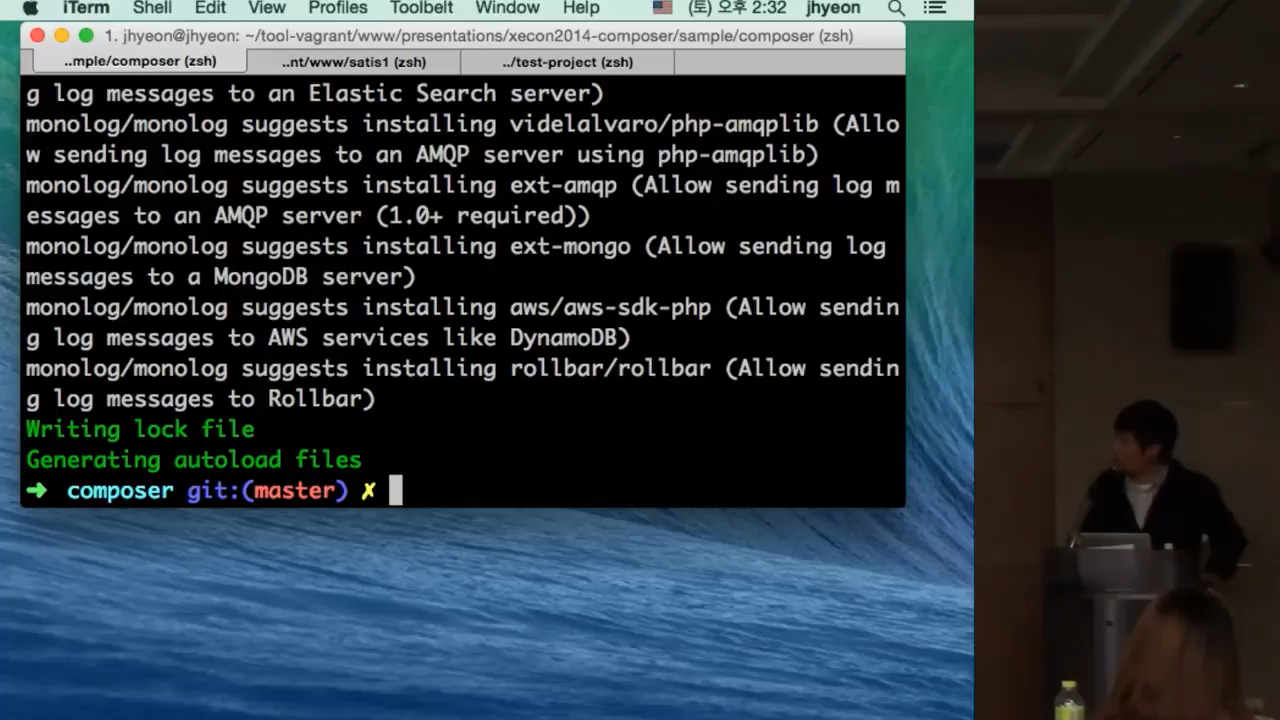 iTerm Shell Edit View Profiles Toolbelt Window Help (토) 오후 2:32 jhyeon
1. jhyeon@jhyeon: ~/tool-vagrant/www/presentations/xecon2014-composer/sample/composer (zsh)
..mple/composer (zsh) ..nt/www/satis1 (zsh) ../test-project (zsh)
g log messages to an Elastic Search server)
monolog/monolog suggests installing videlalvaro/php-amqplib (Allo
w sending log messages to an AMQP server using php-amqplib)
monolog/monolog suggests installing ext-amqp (Allow sending log m
essages to an AMQP server (1.0+ required))
monolog/monolog suggests installing ext-mongo (Allow sending log
messages to a MongoDB server)
monolog/monolog suggests installing aws/aws-sdk-php (Allow sendin
g log messages to AWS services like DynamoDB)
monolog/monolog suggests installing rollbar/rollbar (Allow sendin
g log messages to Rollbar)
Writing lock file
Generating autoload files
➜ composer git:(master) ✗